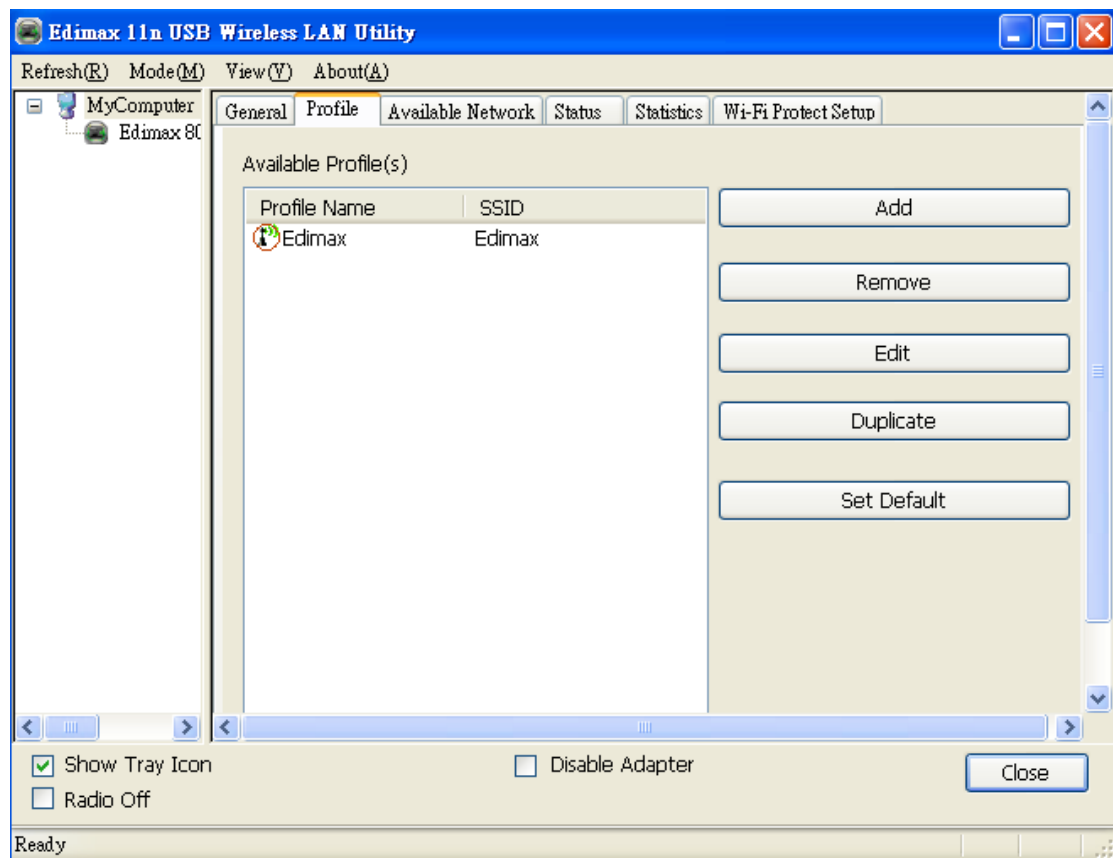 Edimax 11n USB Wireless LAN Utility
Refresh(R) Mode(M) View(V) About(A)
MyComputer
Edimax 80
General Profile Available Network Status Statistics Wi-Fi Protect Setup
Available Profile(s)
Profile Name SSID
Edimax Edimax
Add
Remove
Edit
Duplicate
Set Default
Show Tray Icon
Disable Adapter
Radio Off
Close
Ready